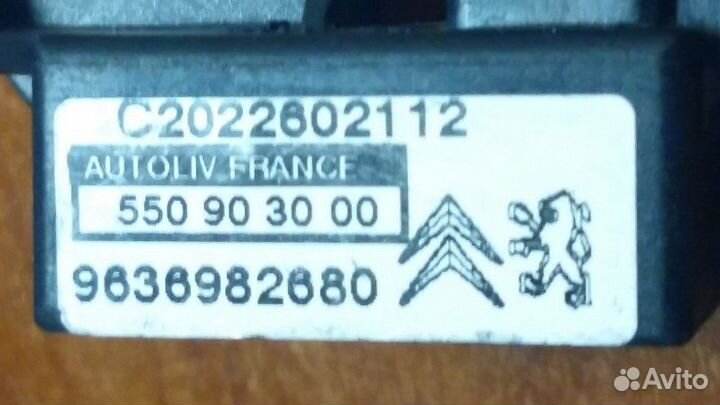 C2022602112
AUTOLIV FRANCE
550 90 30 00
9636982680
Avito